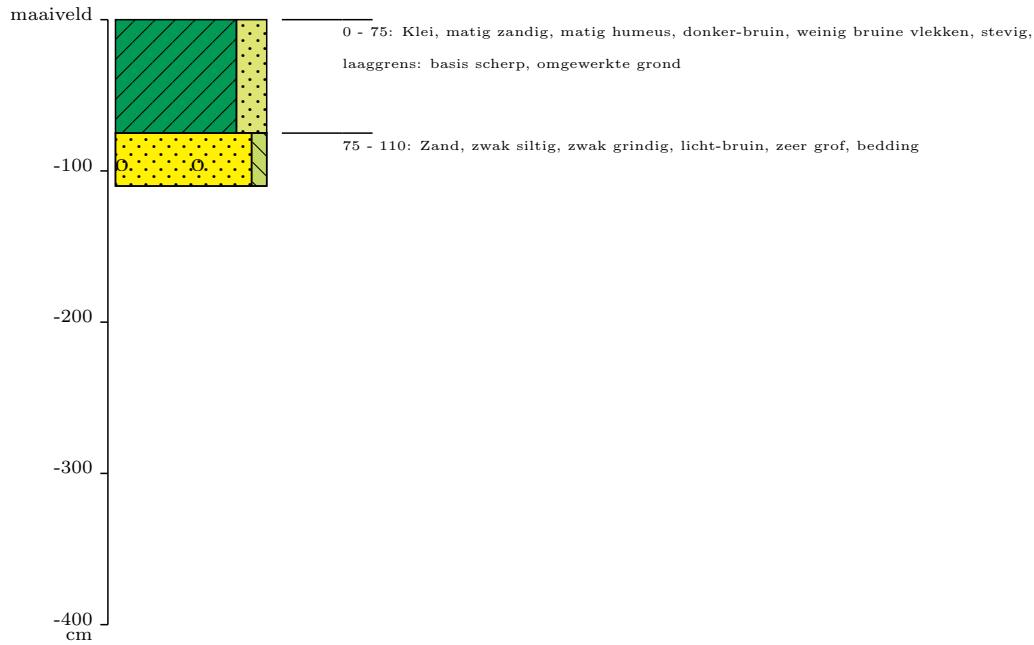 maaiveld
0 - 75: Klei, matig zandig, matig humeus, donker-bruin, weinig bruine vlekken, stevig,
laaggrens: basis scherp, omgewerkte grond
75 - 110: Zand, zwak siltig, zwak grindig, licht-bruin, zeer grof, bedding
o o
-100
-200
-300
-400
cm